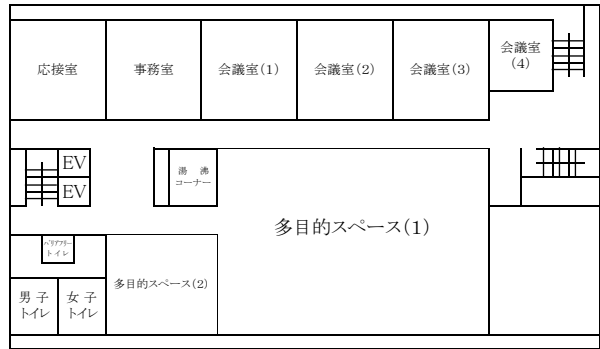 応接室
事務室
会議室(1)
会議室(2)
会議室(3)
会議室
(4)
EV
EV
湯 沸
コーナー
多目的スペース(1)
バリアフリー
トイレ
多目的スペース(2)
男 子
トイレ
女 子
トイレ